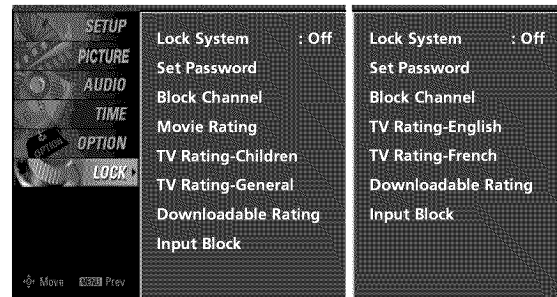 SETUP
PICTURE
AUDIO
TIME
OPTION
LOCK
Move MENU Prev
Lock System : Off
Set Password
Block Channel
Movie Rating
TV Rating-Children
TV Rating-General
Downloadable Rating
Input Block
Lock System : Off
Set Password
Block Channel
TV Rating-English
TV Rating-French
Downloadable Rating
Input Block